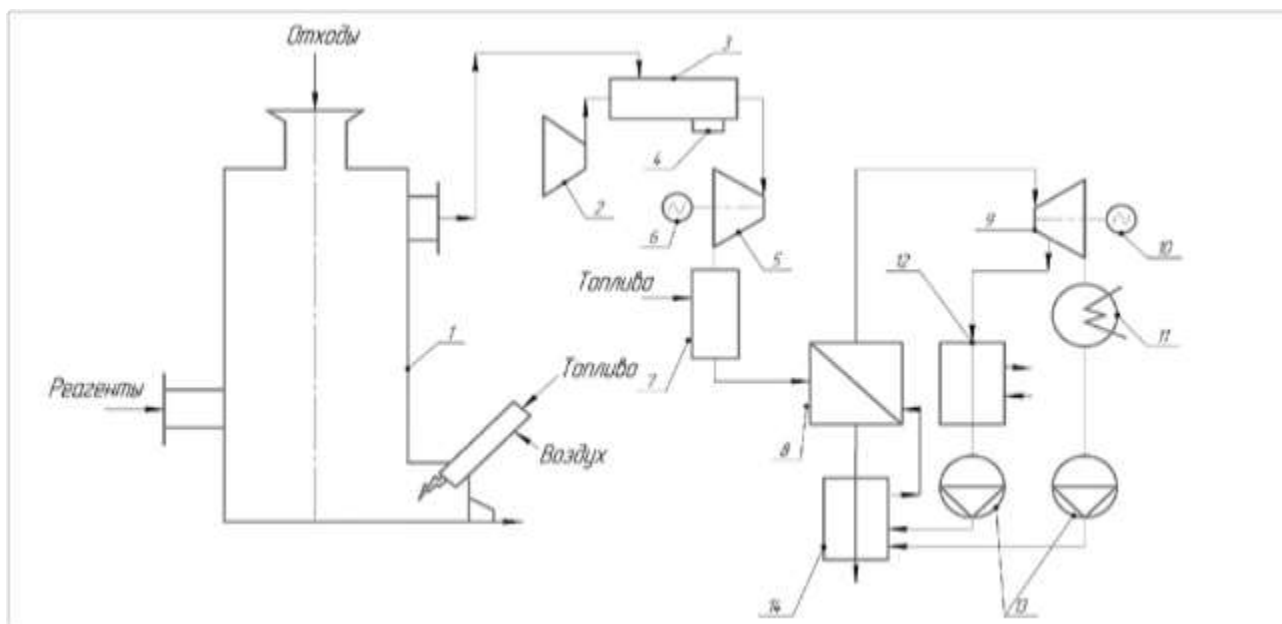 Отходы
3
4
2
6
5
9
10
Топливо
12
11
1
7
Топливо
Реагенты
8
Воздух
14
13